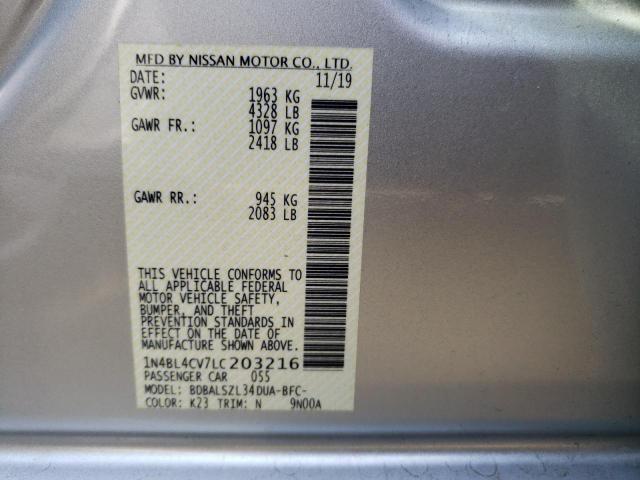 MFD BY NISSAN MOTOR CO., LTD.
DATE: 11/19
GVWR: 1963 KG
4328 LB
GAWR FR.: 1097 KG
2418 LB
GAWR RR.: 945 KG
2083 LB
THIS VEHICLE CONFORMS TO
ALL APPLICABLE FEDERAL
MOTOR VEHICLE SAFETY,
BUMPER, AND THEFT
PREVENTION STANDARDS IN
EFFECT ON THE DATE OF
MANUFACTURE SHOWN ABOVE.
1N4BL4CV7LC203216
PASSENGER CAR 055
MODEL: BDBALSZL34DUA-BFC-
COLOR: K23 TRIM: N 9N00A